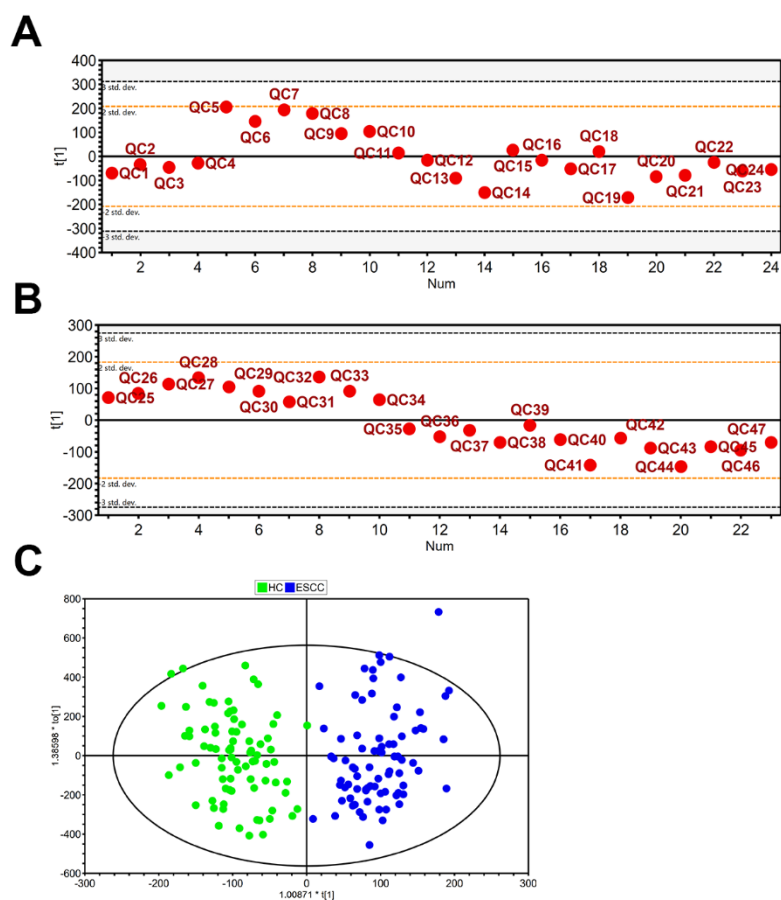 A
400
300
200
100
0
-100
-200
-300
-400
t[1]
3 std. dev.
2 std. dev.
-2 std. dev.
-3 std. dev.
QC1
QC2
QC3
QC4
QC5
QC6
QC7
QC8
QC9
QC10
QC11
QC12
QC13
QC14
QC15
QC16
QC17
QC18
QC19
QC20
QC21
QC22
QC23
QC24
2 4 6 8 10 12 14 16 18 20 22 24
Num
B
300
200
100
0
-100
-200
-300
t[1]
3 std. dev.
2 std. dev.
-2 std. dev.
-3 std. dev.
QC25
QC26
QC27
QC28
QC29
QC30
QC31
QC32
QC33
QC34
QC35
QC36
QC37
QC38
QC39
QC40
QC41
QC42
QC43
QC44
QC45
QC46
QC47
2 4 6 8 10 12 14 16 18 20 22
Num
C
HC ESCC
800
600
400
200
0
-200
-400
-600
1.38598 * to[1]
-300 -200 -100 0 100 200 300
1.00871 * t[1]